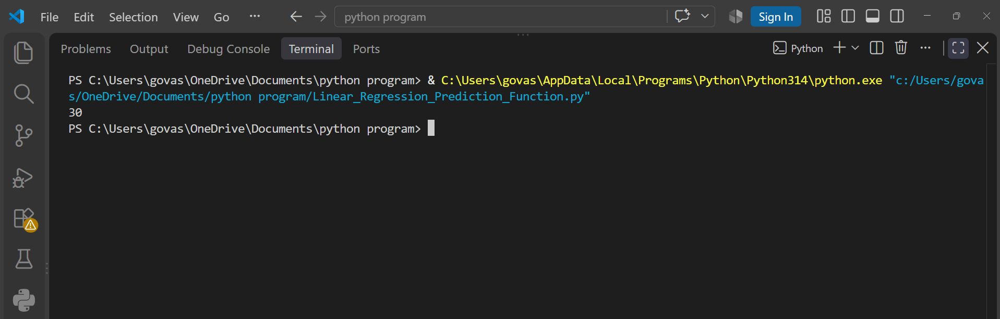 File Edit Selection View Go ··· python program Sign In
Problems Output Debug Console Terminal Ports Python
PS C:\Users\govas\OneDrive\Documents\python program> & C:\Users\govas\AppData\Local\Programs\Python\Python314\python.exe "c:/Users/gova
s/OneDrive/Documents/python program/Linear_Regression_Prediction_Function.py"
30
PS C:\Users\govas\OneDrive\Documents\python program>